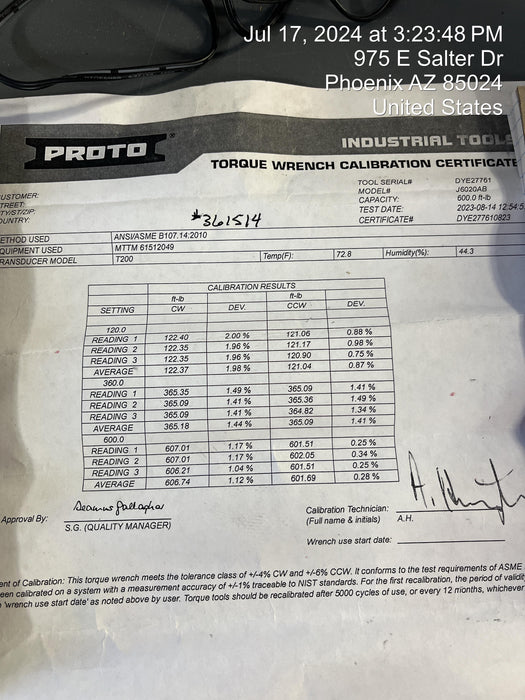 Jul 17, 2024 at 3:23:48 PM
975 E Salter Dr
Phoenix AZ 85024
United States
PROTO®
INDUSTRIAL TOOLS
TORQUE WRENCH CALIBRATION CERTIFICATE
TOOL SERIAL# DYE27761
MODEL# J6020AB
CAPACITY: 600.0 ft-lb
TEST DATE: 2023-08-14 12:54:5
CERTIFICATE# DYE277610823
USTOMER:
TREET:
TY/ST/ZIP:
OUNTRY:
#361514
ETHOD USED ANSI/ASME B107.14:2010
QUIPMENT USED MTTM 61512049
RANSDUCER MODEL T200 Temp(F): 72.8 Humidity(%): 44.3
CALIBRATION RESULTS
ft-lb ft-lb
SETTING CW DEV. CCW DEV.
120.0
READING 1 122.40 2.00 % 121.06 0.88 %
READING 2 122.35 1.96 % 121.17 0.98 %
READING 3 122.35 1.96 % 120.90 0.75 %
AVERAGE 122.37 1.98 % 121.04 0.87 %
360.0
READING 1 365.35 1.49 % 365.09 1.41 %
READING 2 365.09 1.41 % 365.36 1.49 %
READING 3 365.09 1.41 % 364.82 1.34 %
AVERAGE 365.18 1.44 % 365.09 1.41 %
600.0
READING 1 607.01 1.17 % 601.51 0.25 %
READING 2 607.01 1.17 % 602.05 0.34 %
READING 3 606.21 1.04 % 601.51 0.25 %
AVERAGE 606.74 1.12 % 601.69 0.28 %
Seamus Gallagher
Approval By: S.G. (QUALITY MANAGER)
Calibration Technician:
(Full name & initials) A.H.
Wrench use start date:
ent of Calibration: This torque wrench meets the tolerance class of +/-4% CW and +/-6% CCW. It conforms to the test requirements of ASME
een calibrated on a system with a measurement accuracy of +/-1% traceable to NIST standards. For the first recalibration, the period of validit
'wrench use start date' as noted above by user. Torque tools should be recalibrated after 5000 cycles of use, or every 12 months, whichever